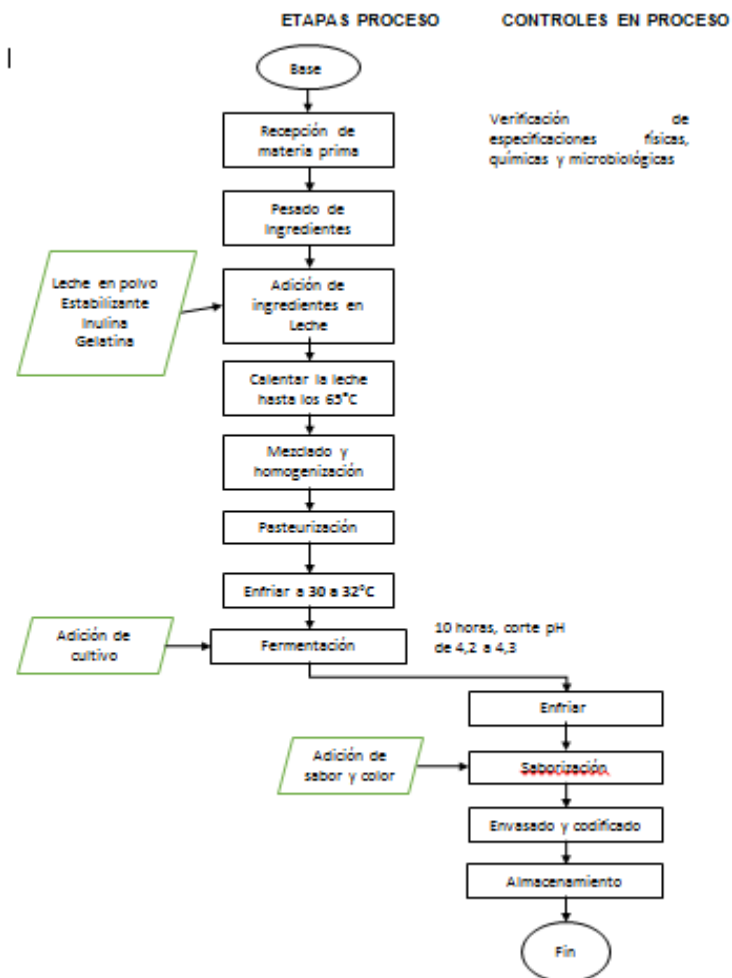 ETAPAS PROCESO
CONTROLES EN PROCESO
Base
Recepción de
materia prima
Verificación de
especificaciones físicas,
químicas y microbiológicas
Pesado de
Ingredientes
Leche en polvo
Estabilizante
Inulina
Gelatina
Adición de
ingredientes en
Leche
Calentar la leche
hasta los 65°C
Mezclado y
homogenización
Pasteurización
Enfriar a 30 a 32°C
Adición de
cultivo
Fermentación
10 horas, corte pH
de 4,2 a 4,3
Enfriar
Adición de
sabor y color
Saborización
Envasado y codificado
Almacenamiento
Fin